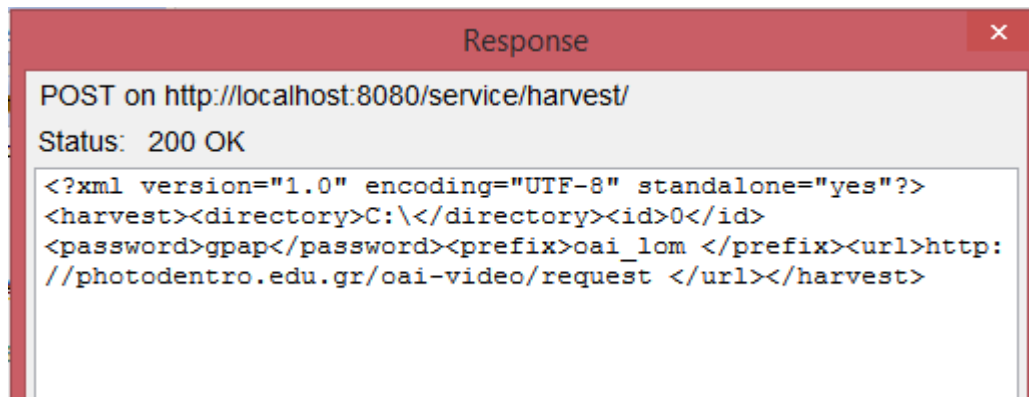 Response
POST on http://localhost:8080/service/harvest/
Status: 200 OK
<?xml version="1.0" encoding="UTF-8" standalone="yes"?>
<harvest><directory>C:\</directory><id>0</id>
<password>gpap</password><prefix>oai_lom </prefix><url>http:
//photodentro.edu.gr/oai-video/request </url></harvest>